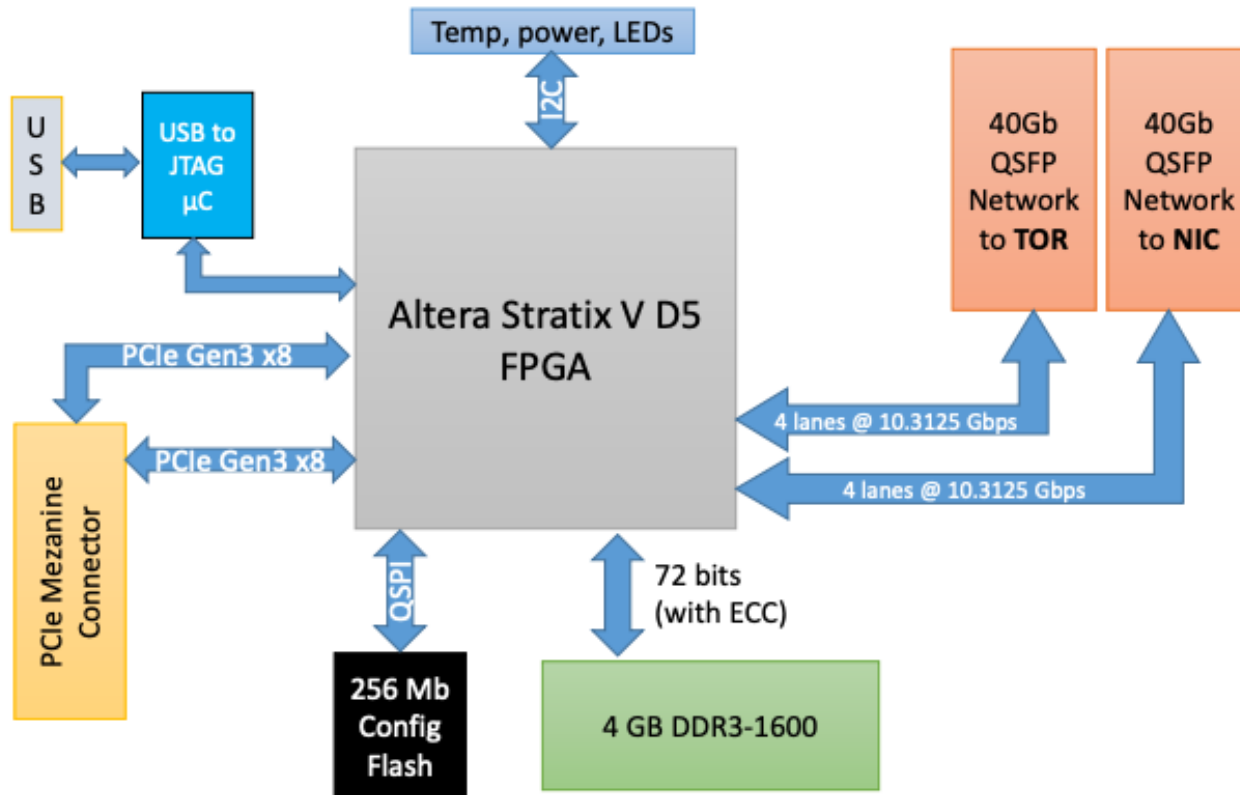 Temp, power, LEDs
I2C
U
S
B
USB to
JTAG
µC
40Gb
QSFP
Network
to TOR
40Gb
QSFP
Network
to NIC
Altera Stratix V D5
FPGA
PCIe Gen3 x8
PCIe Gen3 x8
4 lanes @ 10.3125 Gbps
4 lanes @ 10.3125 Gbps
PCIe Mezanine
Connector
QSPI
72 bits
(with ECC)
256 Mb
Config
Flash
4 GB DDR3-1600